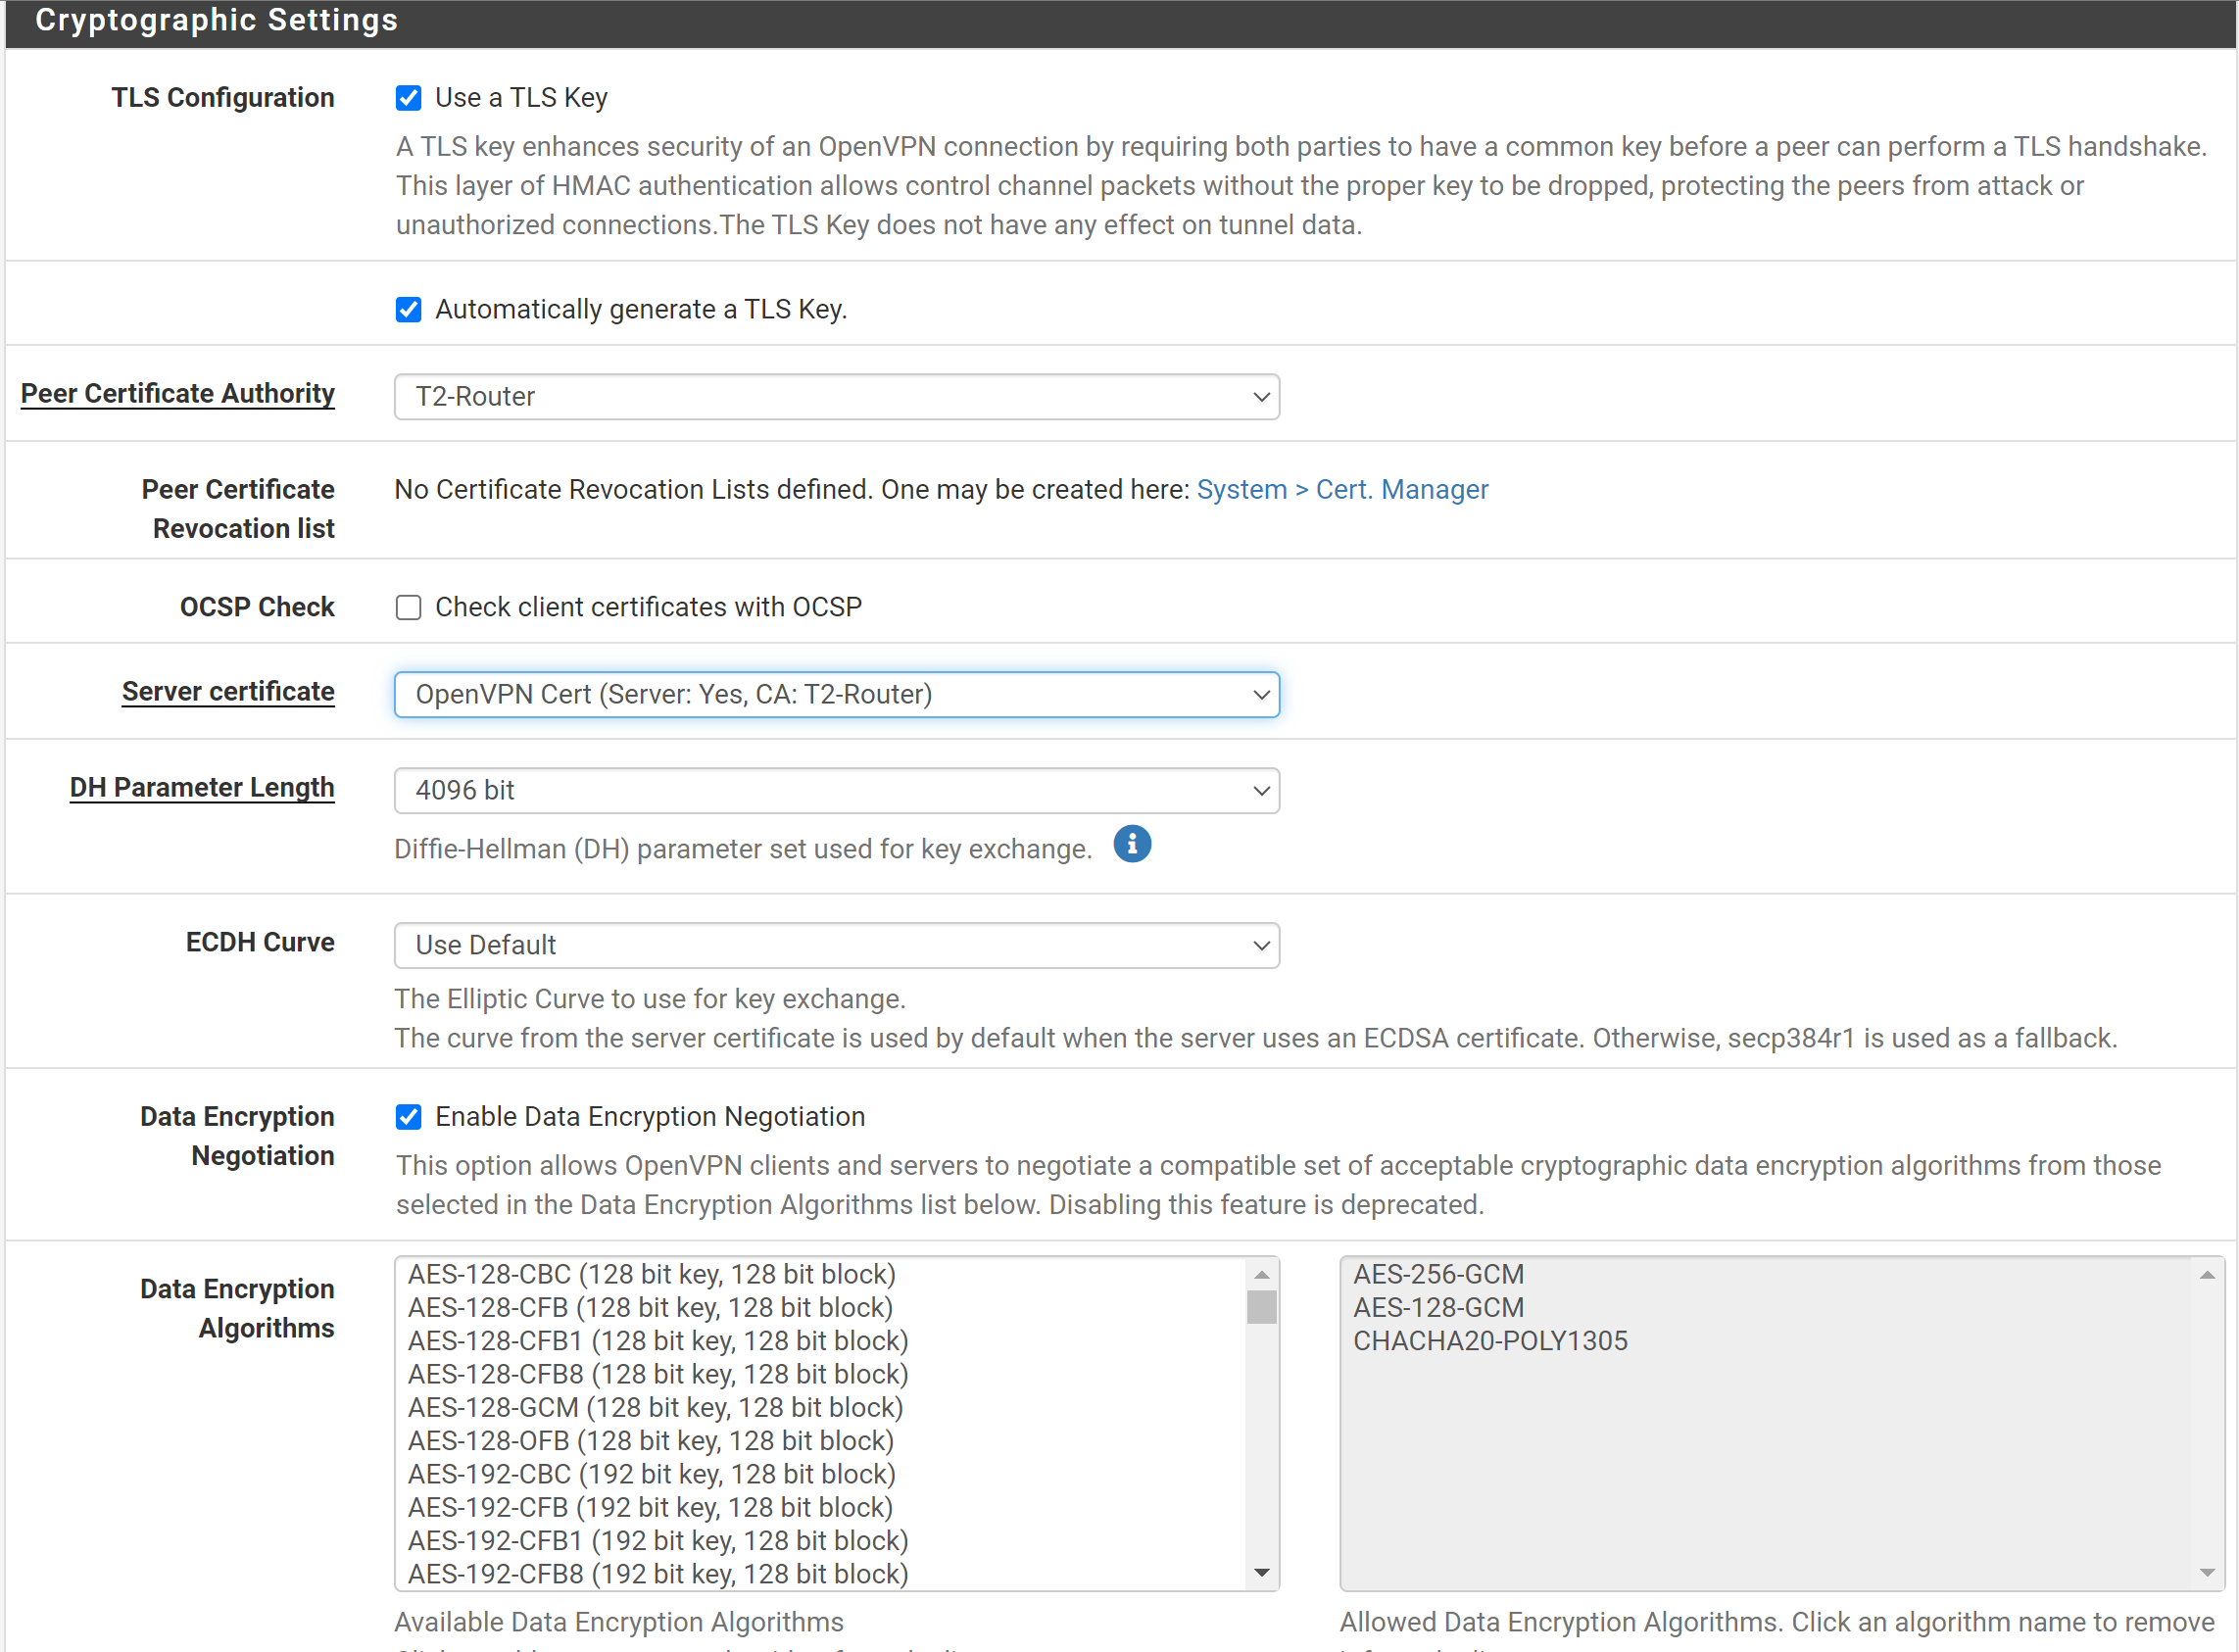 Cryptographic Settings
TLS Configuration
Use a TLS Key
A TLS key enhances security of an OpenVPN connection by requiring both parties to have a common key before a peer can perform a TLS handshake.
This layer of HMAC authentication allows control channel packets without the proper key to be dropped, protecting the peers from attack or
unauthorized connections.The TLS Key does not have any effect on tunnel data.
Automatically generate a TLS Key.
Peer Certificate Authority
T2-Router
Peer Certificate
Revocation list
No Certificate Revocation Lists defined. One may be created here: System > Cert. Manager
OCSP Check
Check client certificates with OCSP
Server certificate
OpenVPN Cert (Server: Yes, CA: T2-Router)
DH Parameter Length
4096 bit
Diffie-Hellman (DH) parameter set used for key exchange.
ECDH Curve
Use Default
The Elliptic Curve to use for key exchange.
The curve from the server certificate is used by default when the server uses an ECDSA certificate. Otherwise, secp384r1 is used as a fallback.
Data Encryption
Negotiation
Enable Data Encryption Negotiation
This option allows OpenVPN clients and servers to negotiate a compatible set of acceptable cryptographic data encryption algorithms from those
selected in the Data Encryption Algorithms list below. Disabling this feature is deprecated.
Data Encryption
Algorithms
AES-128-CBC (128 bit key, 128 bit block)
AES-128-CFB (128 bit key, 128 bit block)
AES-128-CFB1 (128 bit key, 128 bit block)
AES-128-CFB8 (128 bit key, 128 bit block)
AES-128-GCM (128 bit key, 128 bit block)
AES-128-OFB (128 bit key, 128 bit block)
AES-192-CBC (192 bit key, 128 bit block)
AES-192-CFB (192 bit key, 128 bit block)
AES-192-CFB1 (192 bit key, 128 bit block)
AES-192-CFB8 (192 bit key, 128 bit block)
Available Data Encryption Algorithms
AES-256-GCM
AES-128-GCM
CHACHA20-POLY1305
Allowed Data Encryption Algorithms. Click an algorithm name to remove